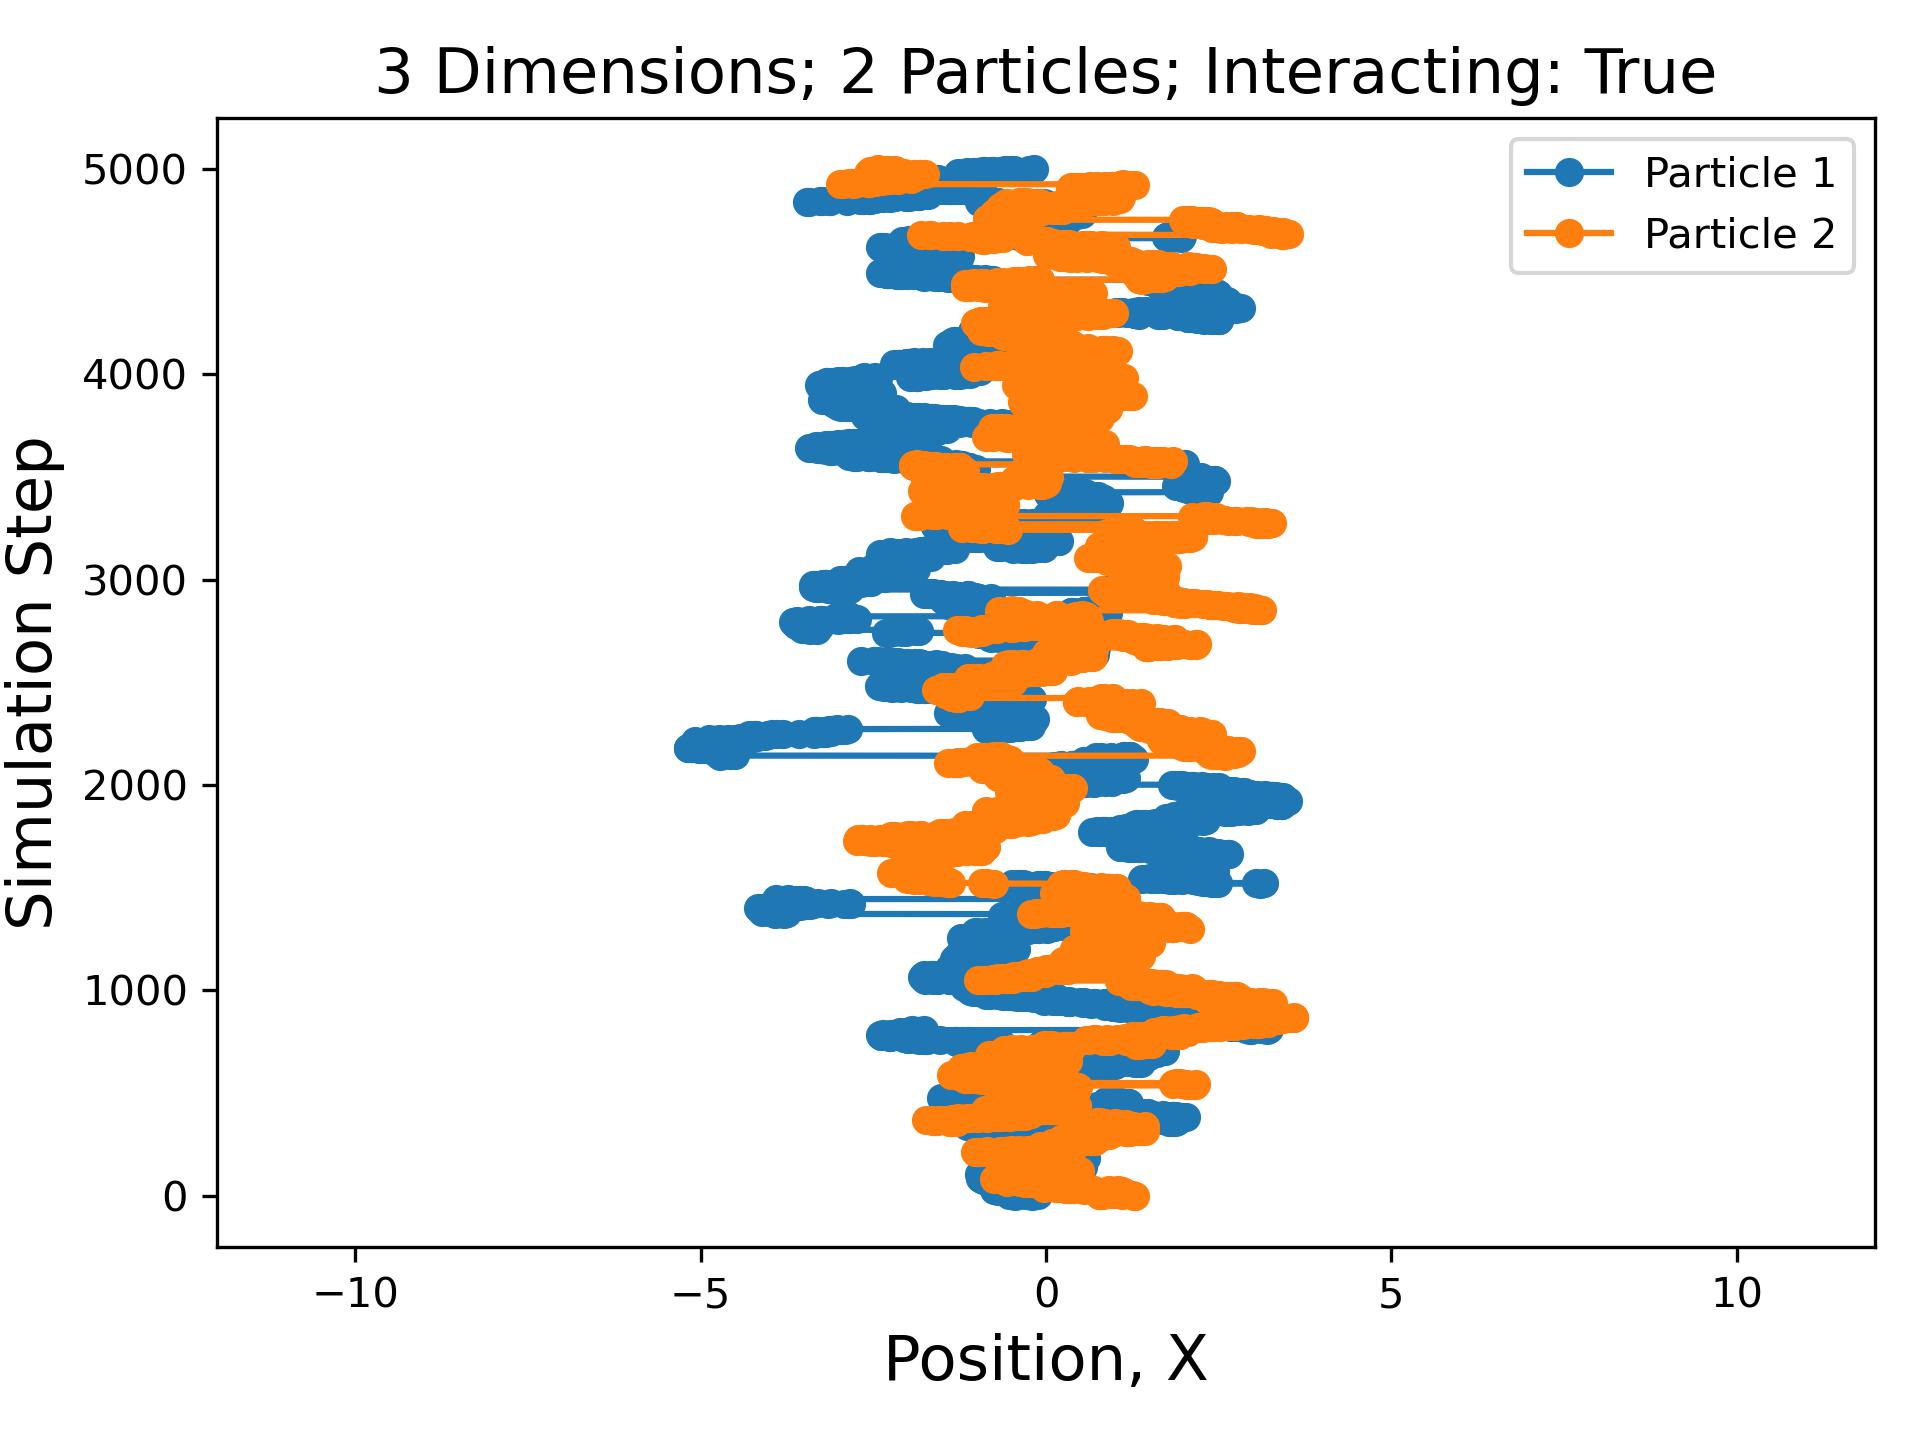 3 Dimensions; 2 Particles; Interacting: True
Particle 1
Particle 2
Simulation Step
5000
4000
3000
2000
1000
0
−10
−5
0
5
10
Position, X